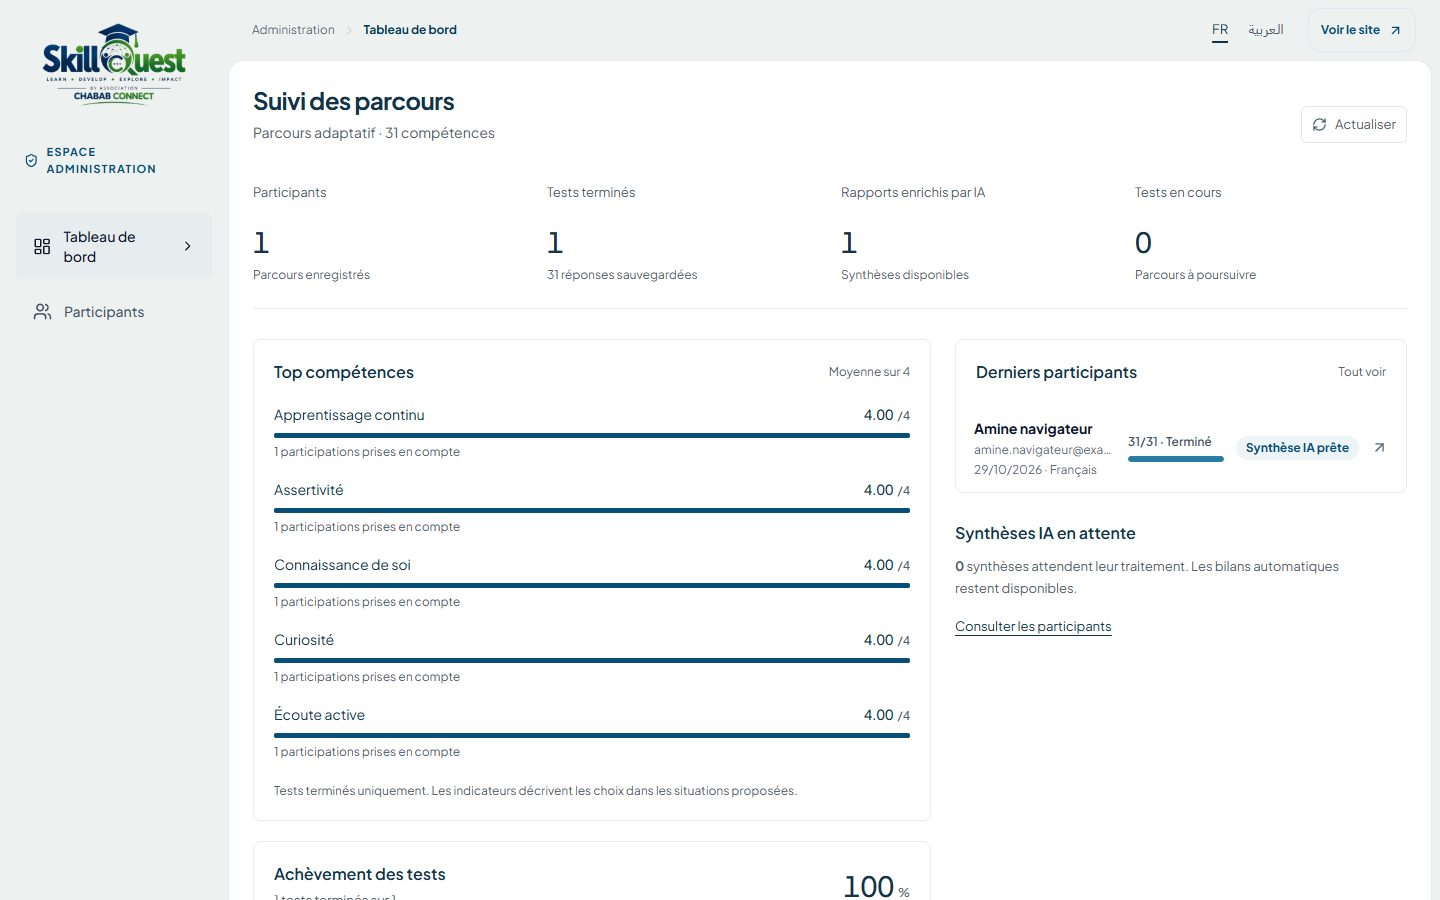 SkillQuest
LEARN • DEVELOP • EXPLORE • IMPACT
BY ASSOCIATION
CHABAB CONNECT
ESPACE
ADMINISTRATION
Tableau de
bord
Participants
Administration
Tableau de bord
FR
العربية
Voir le site
Suivi des parcours
Parcours adaptatif · 31 compétences
Actualiser
Participants
1
Parcours enregistrés
Tests terminés
1
31 réponses sauvegardées
Rapports enrichis par IA
1
Synthèses disponibles
Tests en cours
0
Parcours à poursuivre
Top compétences
Moyenne sur 4
Apprentissage continu
4.00 /4
1 participations prises en compte
Assertivité
4.00 /4
1 participations prises en compte
Connaissance de soi
4.00 /4
1 participations prises en compte
Curiosité
4.00 /4
1 participations prises en compte
Écoute active
4.00 /4
1 participations prises en compte
Tests terminés uniquement. Les indicateurs décrivent les choix dans les situations proposées.
Achèvement des tests
1 tests terminés sur 1
100 %
Derniers participants
Tout voir
Amine navigateur
amine.navigateur@exa...
29/10/2026 · Français
31/31 · Terminé
Synthèse IA prête
Synthèses IA en attente
0 synthèses attendent leur traitement. Les bilans automatiques
restent disponibles.
Consulter les participants